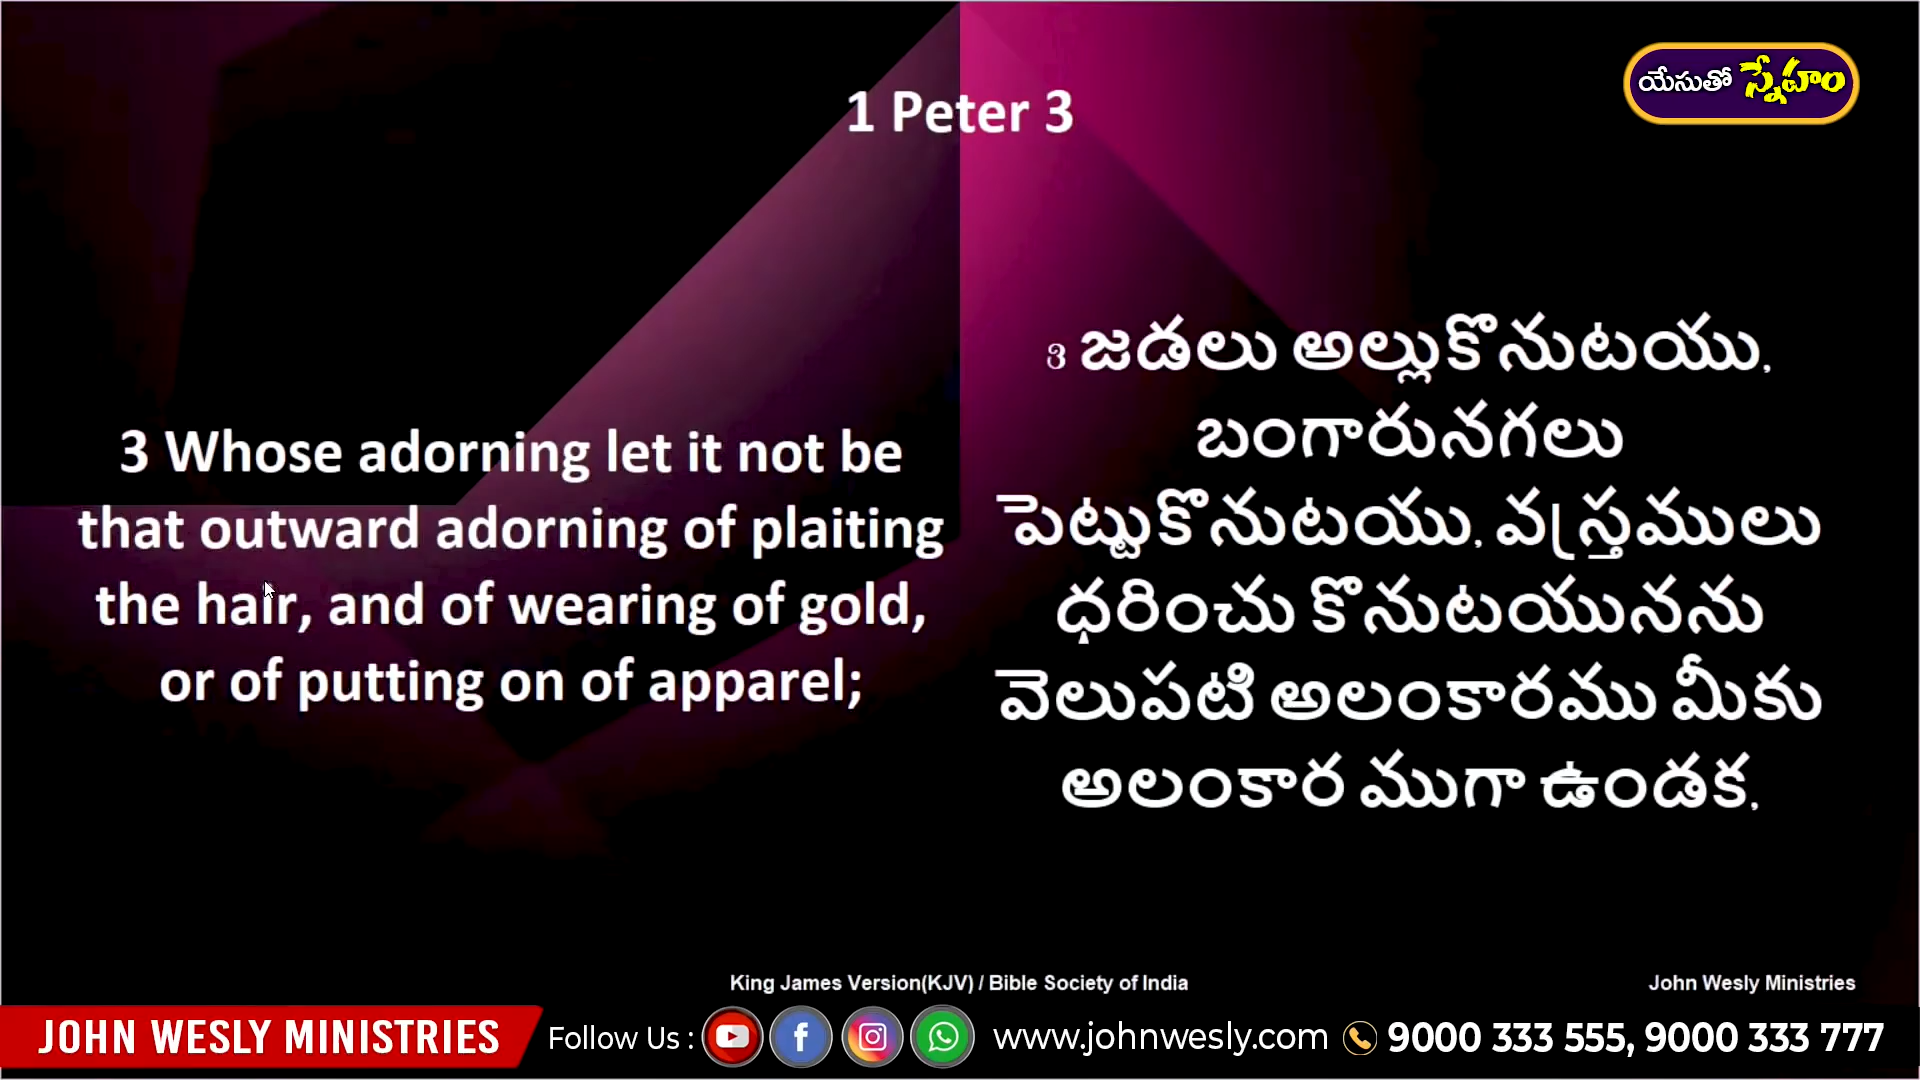 యేసుతో స్నేహం
1 Peter 3
3 Whose adorning let it not be
that outward adorning of plaiting
the hair, and of wearing of gold,
or of putting on of apparel;
3 జడలు అల్లుకొనుటయు,
బంగారునగలు
పెట్టుకొనుటయు, వస్త్రములు
ధరించు కొనుటయునను
వెలుపటి అలంకారము మీకు
అలంకార ముగా ఉండక,
King James Version(KJV) / Bible Society of India
John Wesly Ministries
JOHN WESLY MINISTRIES Follow Us : www.johnwesly.com 9000 333 555, 9000 333 777